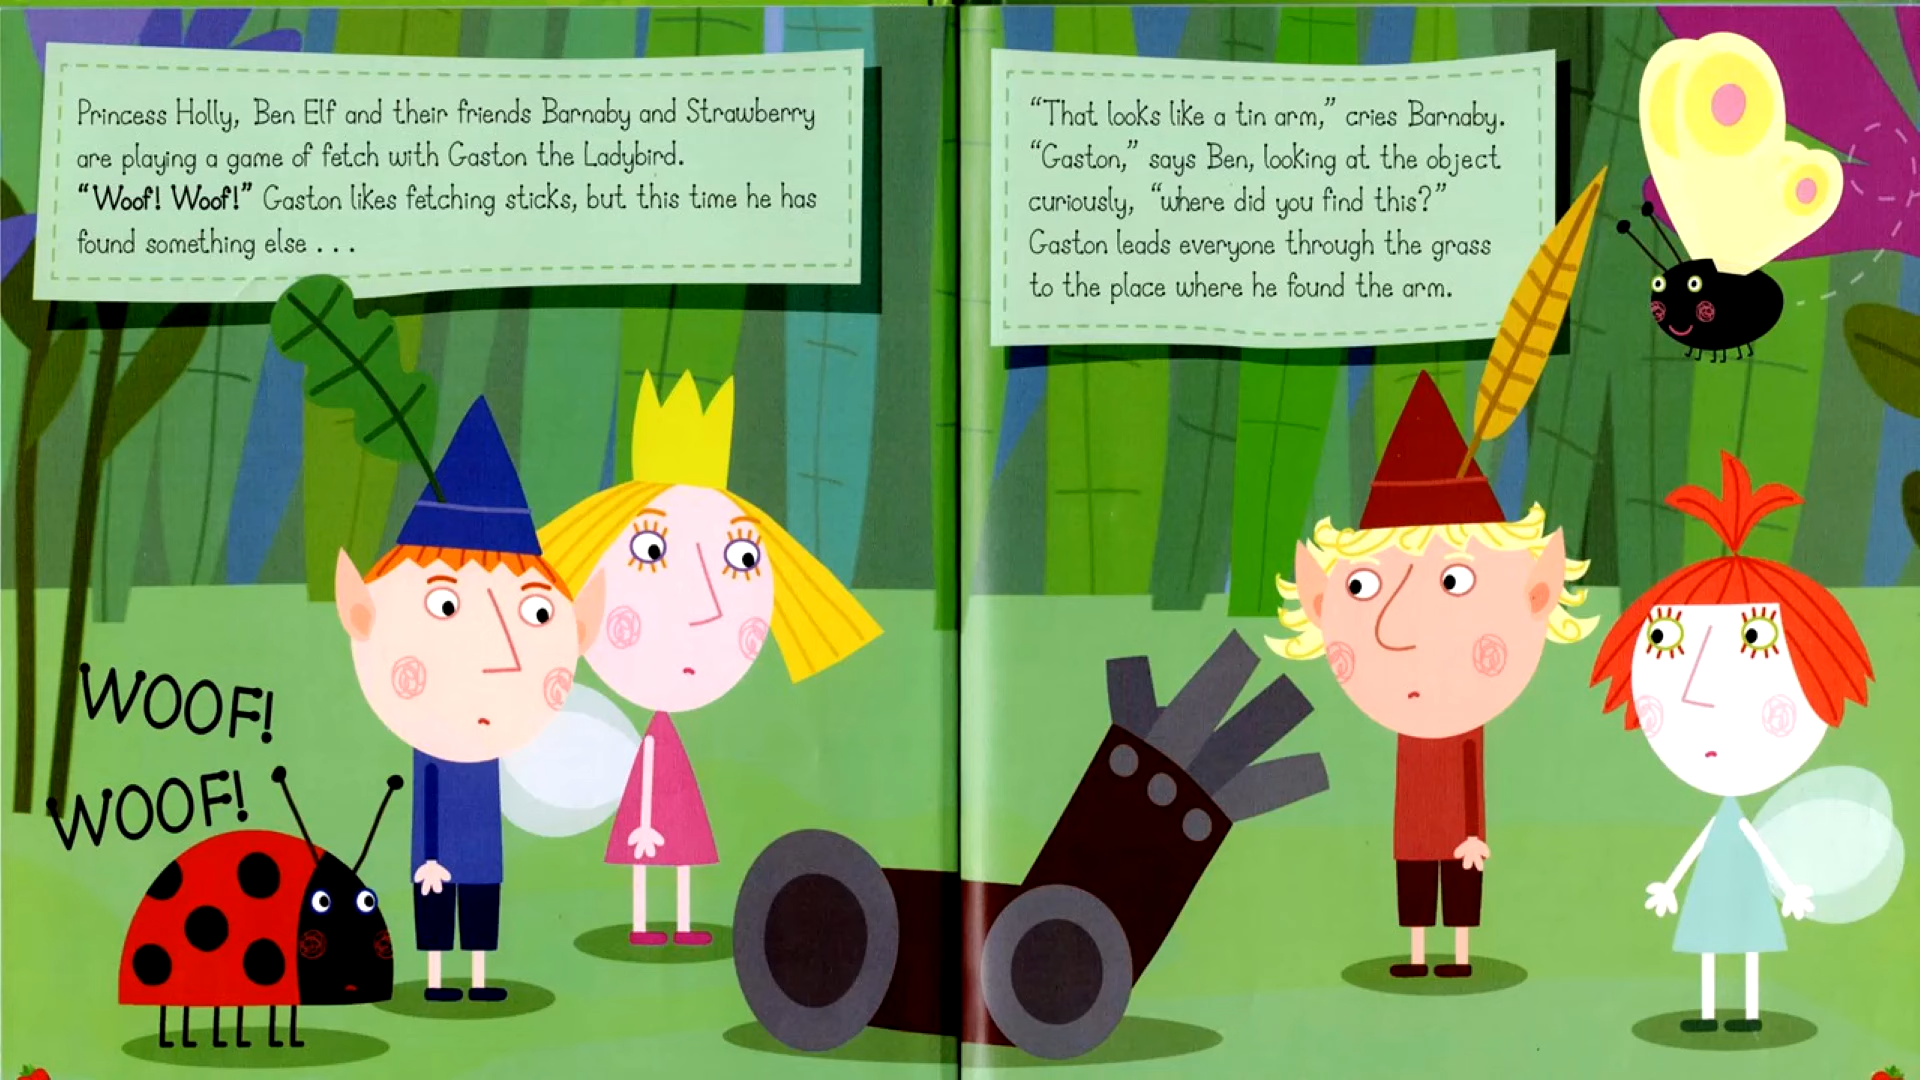 Princess Holly, Ben Elf and their friends Barnaby and Strawberry
are playing a game of fetch with Gaston the Ladybird.
“Woof! Woof!” Gaston likes fetching sticks, but this time he has
found something else . . .
WOOF!
WOOF!
“That looks like a tin arm,” cries Barnaby.
“Gaston,” says Ben, looking at the object
curiously, “where did you find this?”
Gaston leads everyone through the grass
to the place where he found the arm.